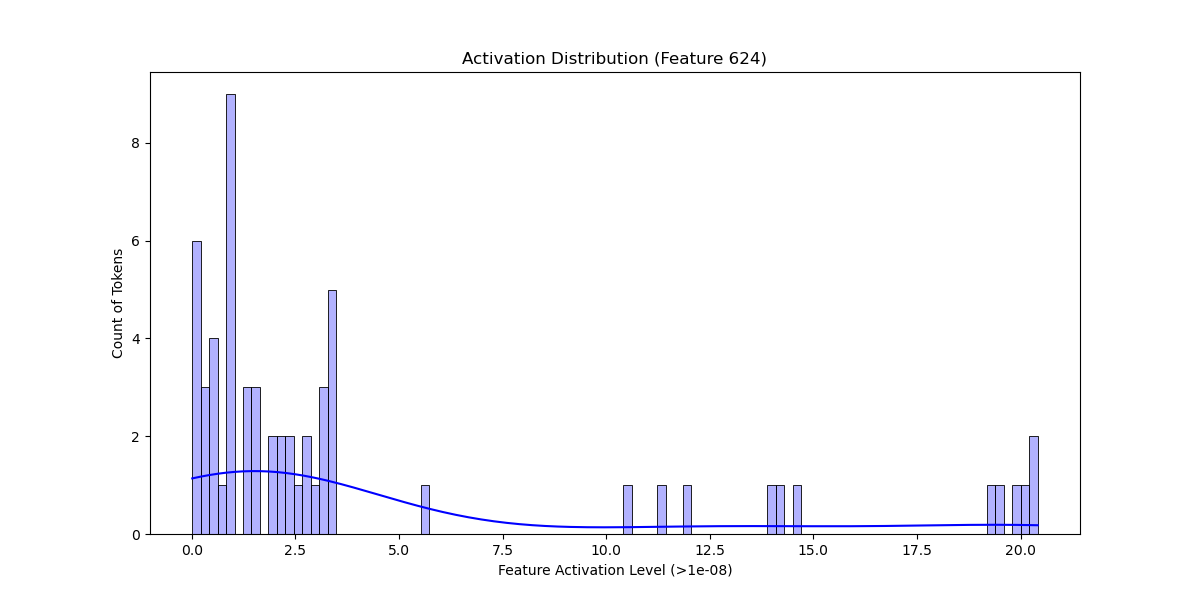 Activation Distribution (Feature 624)
8
6
4
2
0
Count of Tokens
0.0 2.5 5.0 7.5 10.0 12.5 15.0 17.5 20.0
Feature Activation Level (>1e-08)